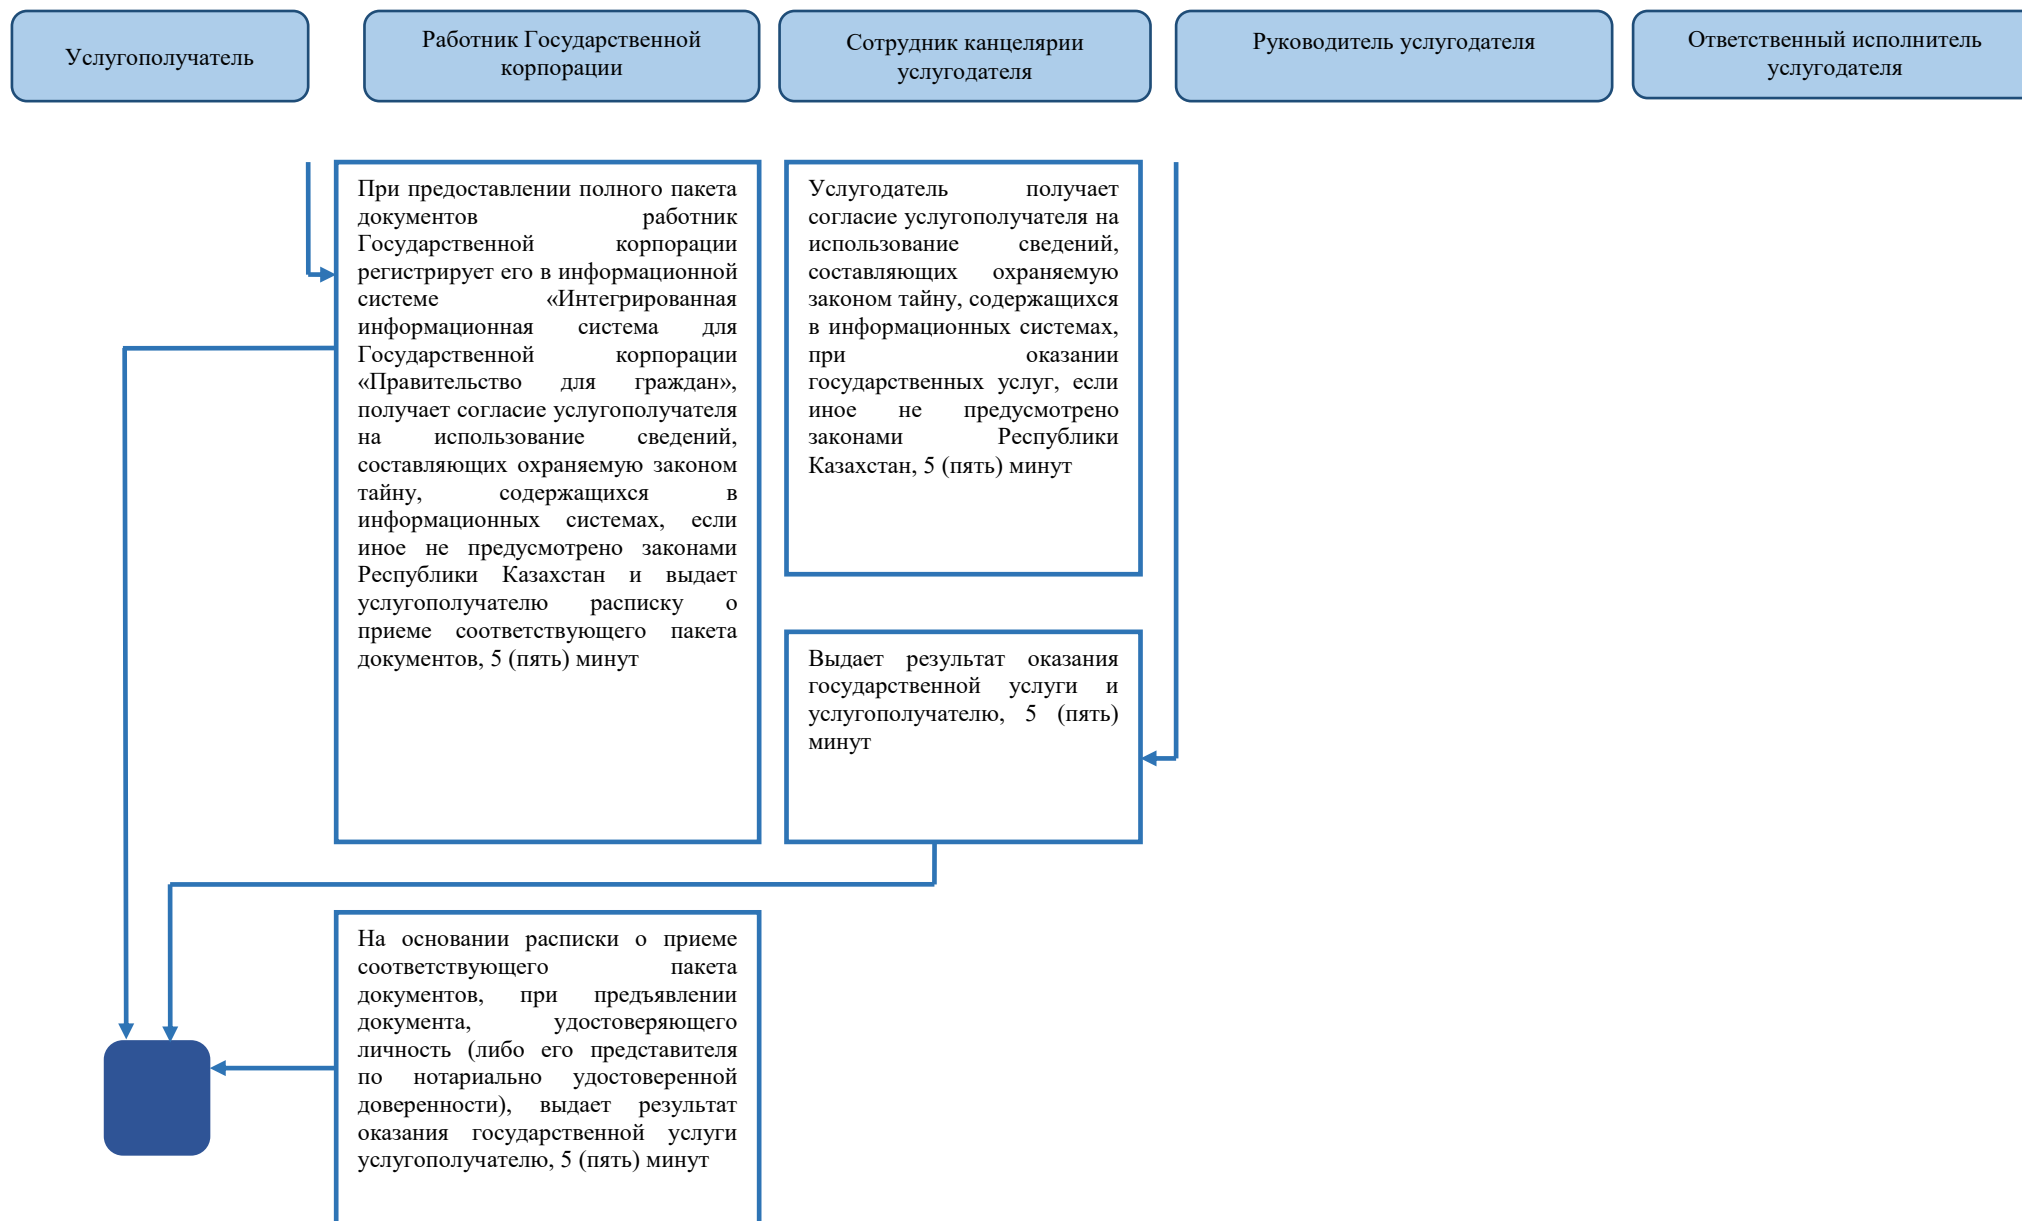 Услугополучатель
Работник Государственной
корпорации
Сотрудник канцелярии
услугодателя
Руководитель услугодателя
Ответственный исполнитель
услугодателя
При предоставлении полного пакета
документов работник
Государственной корпорации
регистрирует его в информационной
системе «Интегрированная
информационная система для
Государственной корпорации
«Правительство для граждан»,
получает согласие услугополучателя
на использование сведений,
составляющих охраняемую законом
тайну, содержащихся в
информационных системах, если
иное не предусмотрено законами
Республики Казахстан и выдает
услугополучателю расписку о
приеме соответствующего пакета
документов, 5 (пять) минут
Услугодатель получает
согласие услугополучателя на
использование сведений,
составляющих охраняемую
законом тайну, содержащихся
в информационных системах,
при оказании
государственных услуг, если
иное не предусмотрено
законами Республики
Казахстан, 5 (пять) минут
Выдает результат оказания
государственной услуги и
услугополучателю, 5 (пять)
минут
На основании расписки о приеме
соответствующего пакета
документов, при предъявлении
документа, удостоверяющего
личность (либо его представителя
по нотариально удостоверенной
доверенности), выдает результат
оказания государственной услуги
услугополучателю, 5 (пять) минут